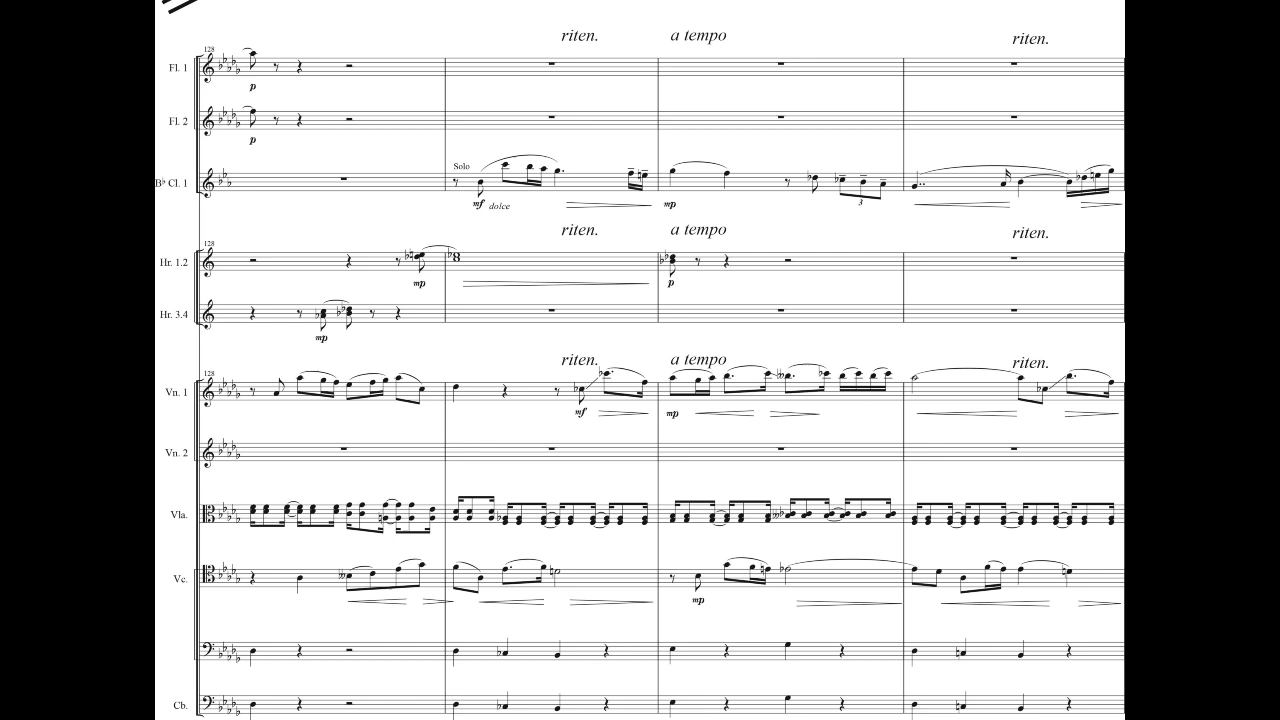 riten. a tempo riten.
128
Fl. 1
p
Fl. 2
p
Solo
B♭ Cl. 1
mf dolce mp 3
riten. a tempo riten.
128
Hr. 1.2
mp p
Hr. 3.4
mp
riten. a tempo riten.
128
Vn. 1
mf mp
Vn. 2
Vla.
Vc.
mp
Cb.